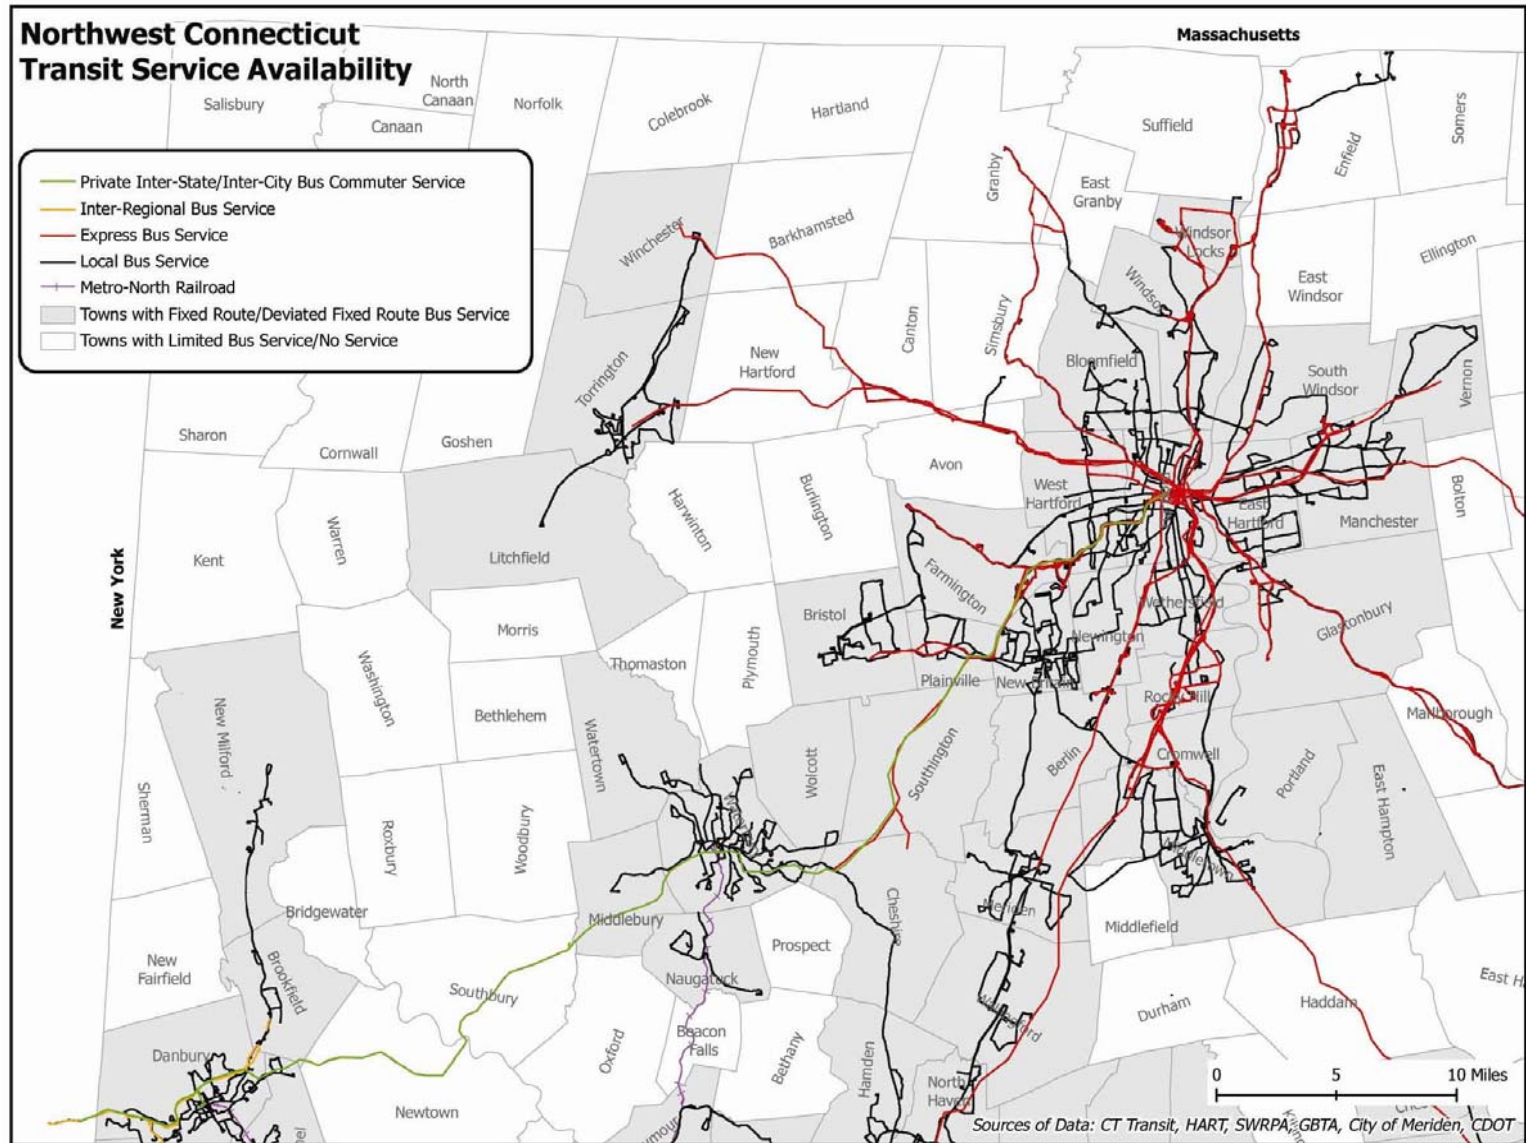 Northwest Connecticut
Transit Service Availability
Massachusetts
New York
Private Inter-State/Inter-City Bus Commuter Service
Inter-Regional Bus Service
Express Bus Service
Local Bus Service
Metro-North Railroad
Towns with Fixed Route/Deviated Fixed Route Bus Service
Towns with Limited Bus Service/No Service
Salisbury
North
Canaan
Canaan
Norfolk
Colebrook
Hartland
Suffield
Enfield
Somers
Granby
East
Granby
Winchester
Barkhamsted
Windsor
Locks
Windsor
East
Windsor
Ellington
Torrington
New
Hartford
Canton
Simsbury
Bloomfield
South
Windsor
Vernon
Sharon
Cornwall
Goshen
Avon
West
Hartford
East
Hartford
Manchester
Bolton
Kent
Warren
Litchfield
Harwinton
Burlington
Farmington
Bristol
Wethersfield
Newington
Glastonbury
Morris
Thomaston
Plymouth
Plainville
New Britain
Rocky Hill
Marlborough
Washington
Bethlehem
New Milford
Watertown
Wolcott
Southington
Berlin
Cromwell
Portland
East Hampton
Sherman
Roxbury
Woodbury
Middletown
Bridgewater
Middlebury
Cheshire
Meriden
Middlefield
New
Fairfield
Brookfield
Southbury
Naugatuck
Prospect
Wallingford
Durham
Haddam
East H
Danbury
Newtown
Oxford
Beacon
Falls
Bethany
Hamden
North
Haven
0 5 10 Miles
Sources of Data: CT Transit, HART, SWRPA, GBTA, City of Meriden, CDOT